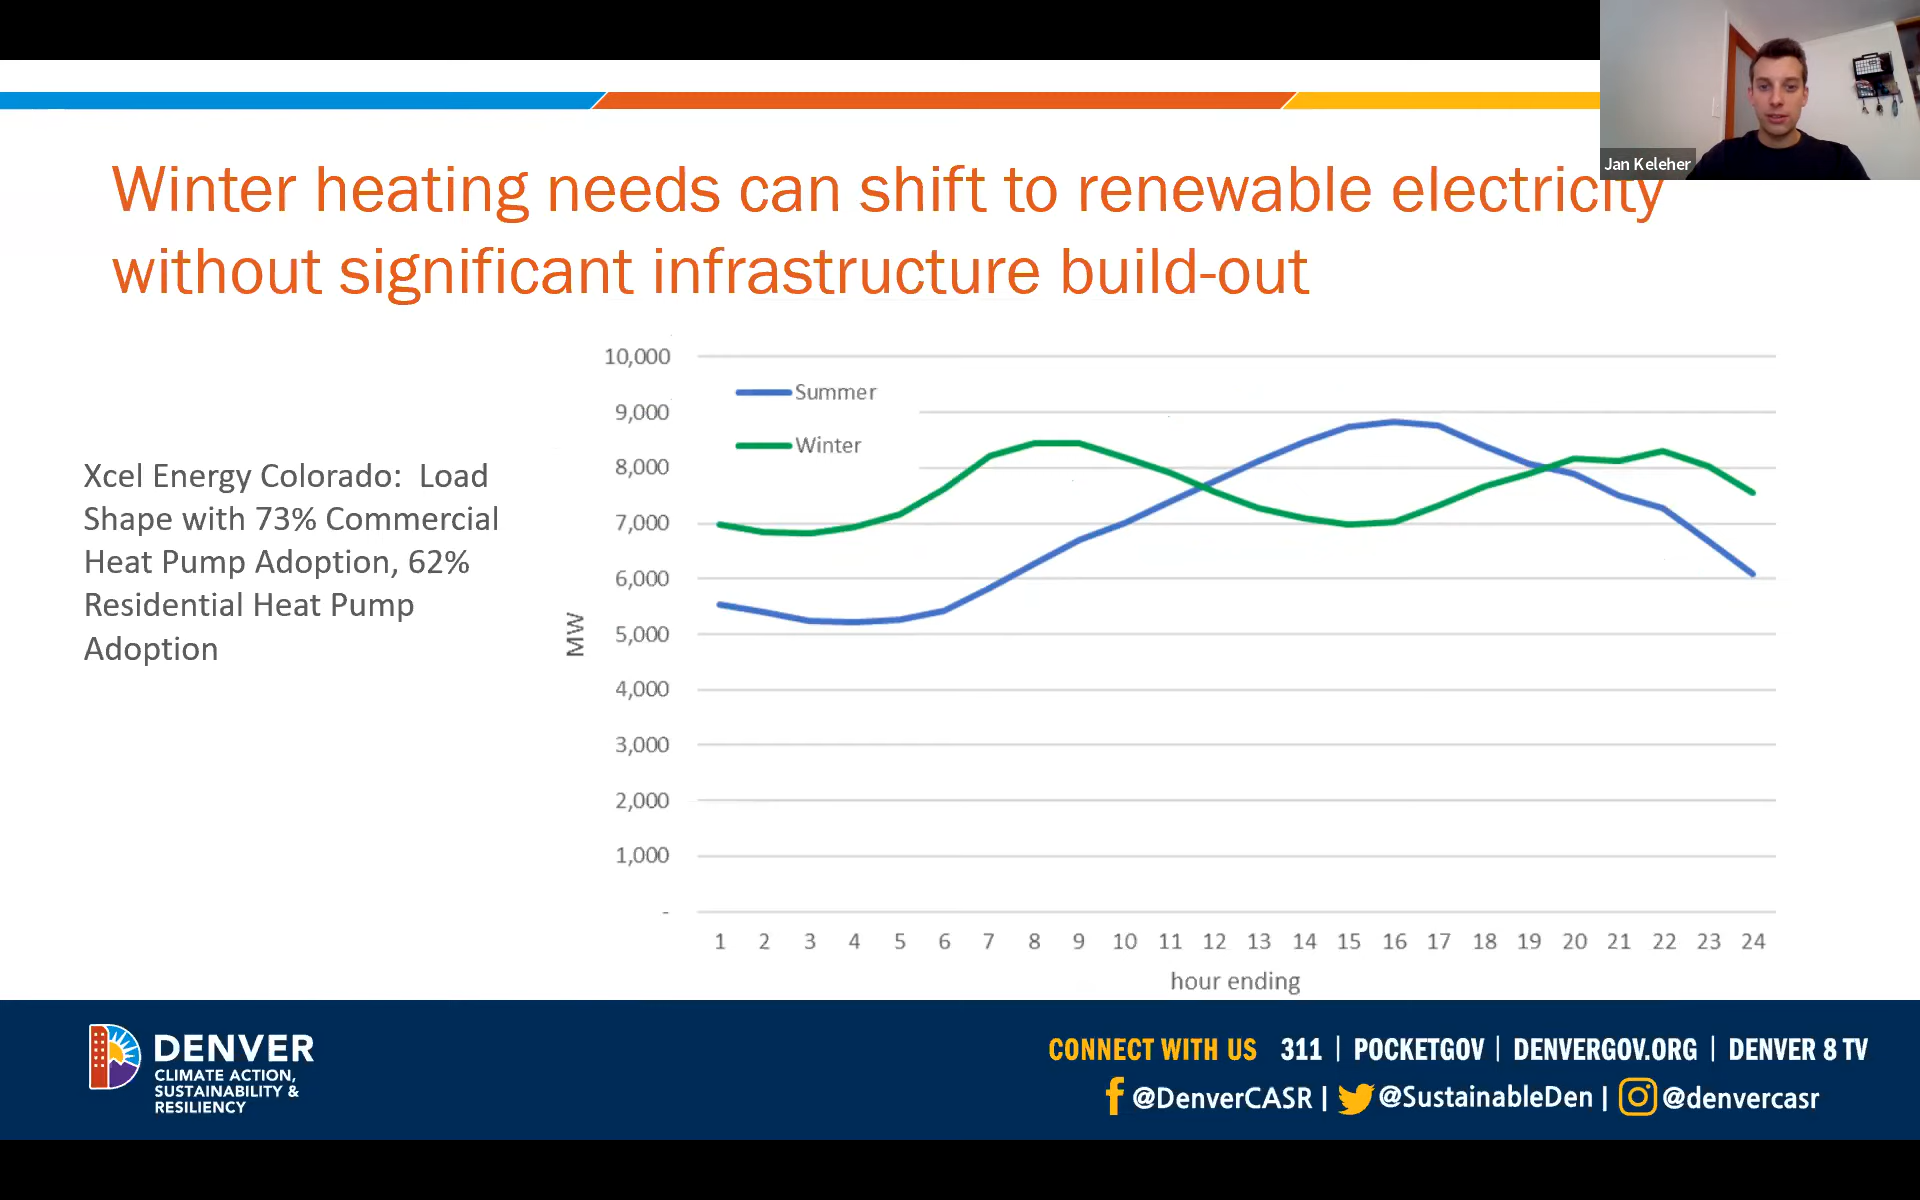 Jan Keleher
Winter heating needs can shift to renewable electricity
without significant infrastructure build-out
Xcel Energy Colorado:  Load
Shape with 73% Commercial
Heat Pump Adoption, 62%
Residential Heat Pump
Adoption
10,000
9,000
8,000
7,000
6,000
5,000
4,000
3,000
2,000
1,000
-
MW
Summer
Winter
1 2 3 4 5 6 7 8 9 10 11 12 13 14 15 16 17 18 19 20 21 22 23 24
hour ending
DENVER
CLIMATE ACTION,
SUSTAINABILITY &
RESILIENCY
CONNECT WITH US 311 | POCKETGOV | DENVERGOV.ORG | DENVER 8 TV
@DenverCASR | @SustainableDen | @denvercasr